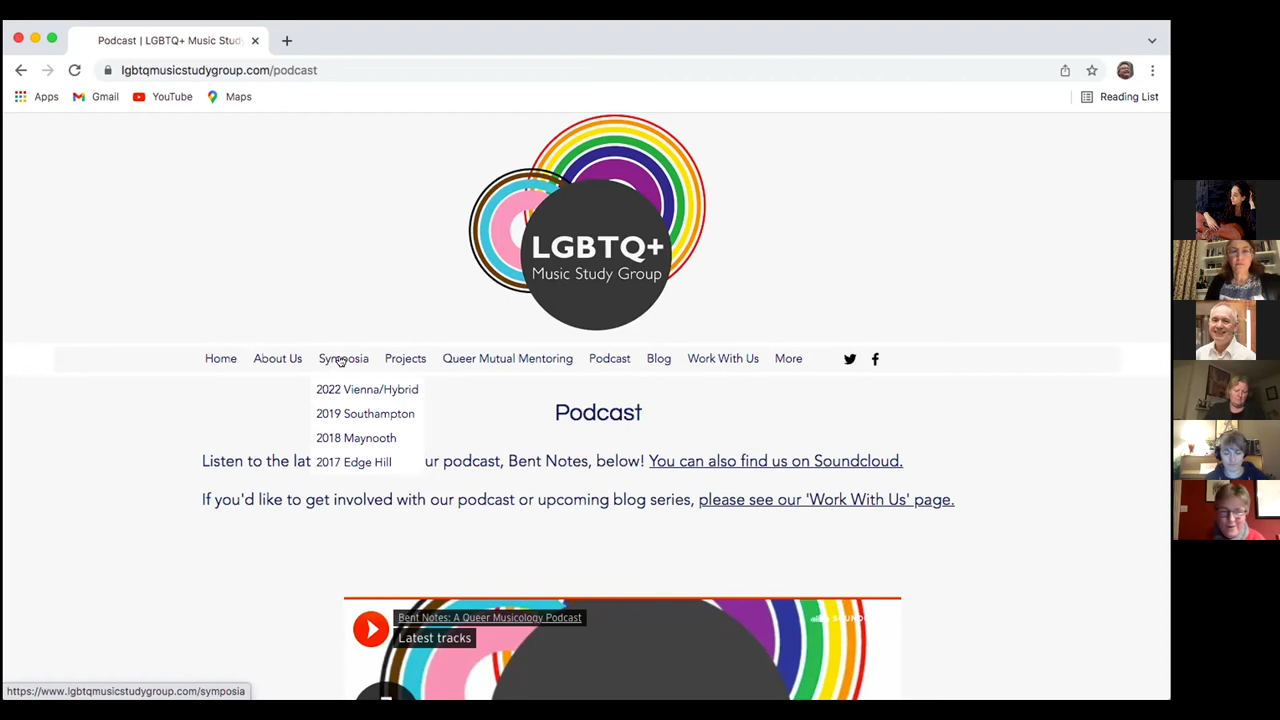 Podcast | LGBTQ+ Music Stud
lgbtqmusicstudygroup.com/podcast
Apps Gmail YouTube Maps Reading List
LGBTQ+
Music Study Group
Home About Us Symposia Projects Queer Mutual Mentoring Podcast Blog Work With Us More
2022 Vienna/Hybrid
2019 Southampton
2018 Maynooth
2017 Edge Hill
Podcast
Listen to the lat ur podcast, Bent Notes, below! You can also find us on Soundcloud.
If you'd like to get involved with our podcast or upcoming blog series, please see our 'Work With Us' page.
Bent Notes: A Queer Musicology Podcast
Latest tracks
https://www.lgbtqmusicstudygroup.com/symposia